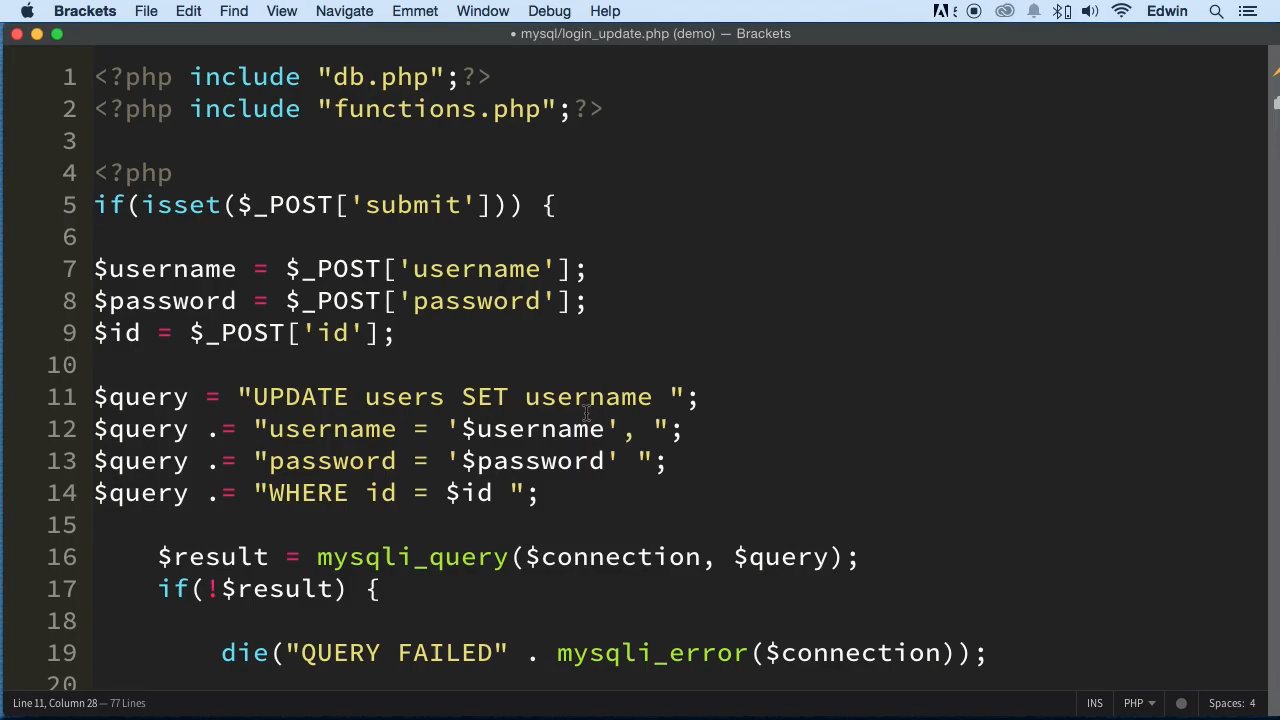 Brackets File Edit Find View Navigate Emmet Window Debug Help Edwin
• mysql/login_update.php (demo) — Brackets
1 <?php include "db.php";?>
2 <?php include "functions.php";?>
3
4 <?php
5 if(isset($_POST['submit'])) {
6
7 $username = $_POST['username'];
8 $password = $_POST['password'];
9 $id = $_POST['id'];
10
11 $query = "UPDATE users SET username ";
12 $query .= "username = '$username', ";
13 $query .= "password = '$password' ";
14 $query .= "WHERE id = $id ";
15
16 $result = mysqli_query($connection, $query);
17 if(!$result) {
18
19 die("QUERY FAILED" . mysqli_error($connection));
20
Line 11, Column 28 — 77 Lines INS PHP Spaces: 4